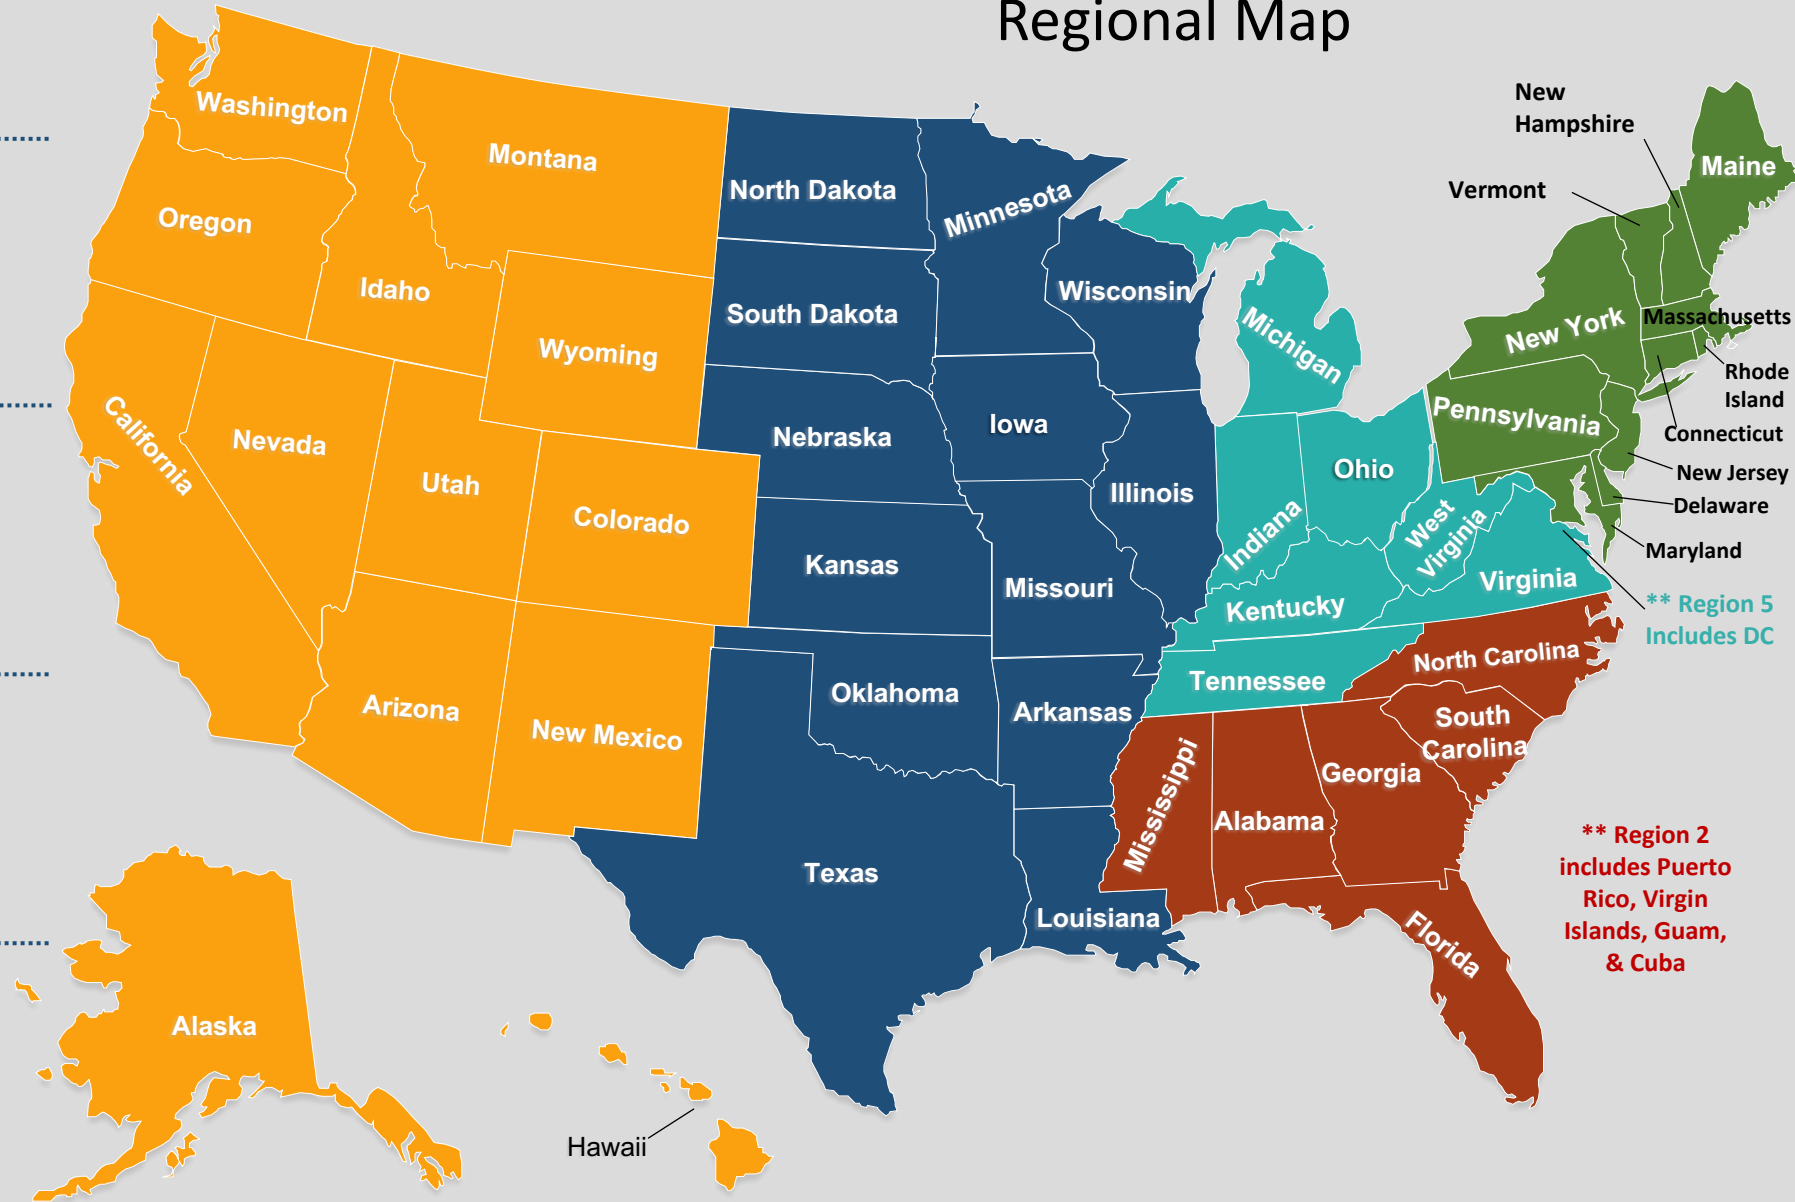 Regional Map
New
Hampshire
Washington
Maine
Montana
North Dakota
Minnesota
Vermont
Oregon
Idaho
Wisconsin
South Dakota
Massachusetts
New York
Michigan
Wyoming
Rhode
Island
Pennsylvania
Iowa
Nebraska
Connecticut
California
Nevada
Ohio
New Jersey
Utah
Illinois
Delaware
Colorado
West
Virginia
Indiana
Maryland
Kansas
Virginia
Missouri
Kentucky
** Region 5
Includes DC
North Carolina
Tennessee
Oklahoma
Arizona
Arkansas
South
Carolina
New Mexico
Georgia
Mississippi
Alabama
** Region 2
includes Puerto
Rico, Virgin
Islands, Guam,
& Cuba
Texas
Louisiana
Florida
Alaska
Hawaii